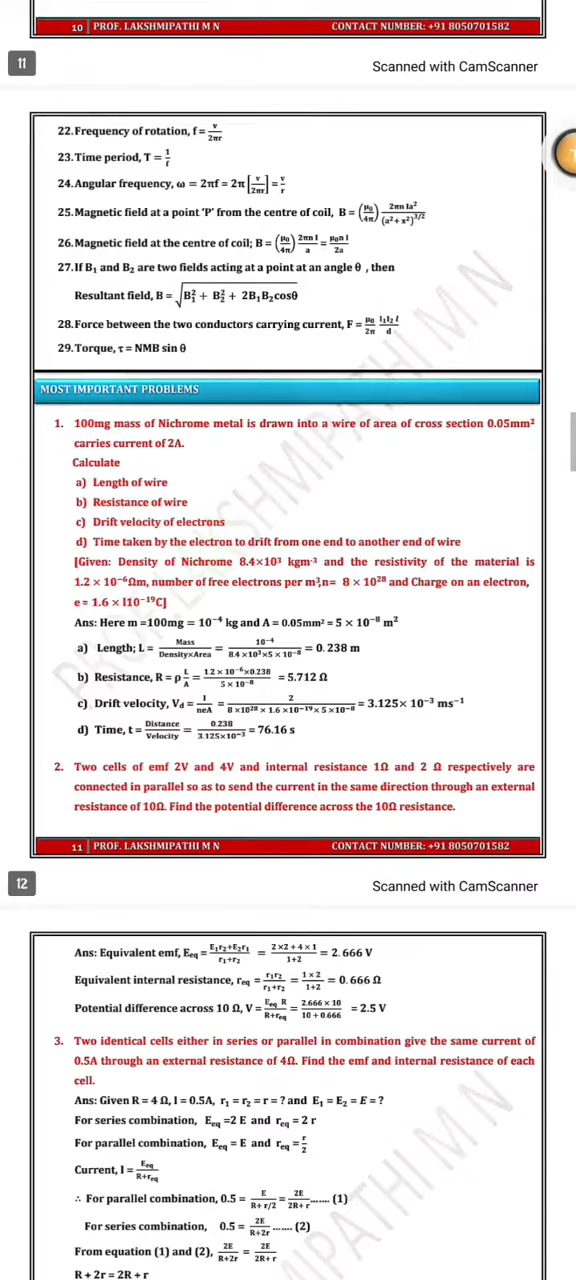 10 PROF. LAKSHMIPATHI M N CONTACT NUMBER: +91 8050701582
11
Scanned with CamScanner
22.Frequency of rotation, f = v/2πr
23.Time period, T = 1/f
24.Angular frequency, ω = 2πf = 2π[v/2πr] = v/r
25.Magnetic field at a point 'P' from the centre of coil, B = (μ₀/4π) 2πn Ia²/(a²+x²)^3/2
26.Magnetic field at the centre of coil; B = (μ₀/4π) 2πn I/a = μ₀n I/2a
27.If B₁ and B₂ are two fields acting at a point at an angle θ , then
Resultant field, B = √(B₁² + B₂² + 2B₁B₂cosθ)
28.Force between the two conductors carrying current, F = μ₀/2π I₁I₂ l/d
29.Torque, τ = NMB sin θ
MOST IMPORTANT PROBLEMS
1. 100mg mass of Nichrome metal is drawn into a wire of area of cross section 0.05mm²
carries current of 2A.
Calculate
a) Length of wire
b) Resistance of wire
c) Drift velocity of electrons
d) Time taken by the electron to drift from one end to another end of wire
[Given: Density of Nichrome 8.4×10³ kgm⁻³ and the resistivity of the material is
1.2 × 10⁻⁶Ωm, number of free electrons per m³,n= 8 × 10²⁸ and Charge on an electron,
e = 1.6 × l10⁻¹⁹C]
Ans: Here m =100mg = 10⁻⁴ kg and A = 0.05mm² = 5 × 10⁻⁸ m²
a) Length; L = Mass/Density×Area = 10⁻⁴/8.4 ×10³×5 × 10⁻⁸ = 0.238 m
b) Resistance, R = ρ L/A = 1.2 × 10⁻⁶×0.238/5 × 10⁻⁸ = 5.712 Ω
c) Drift velocity, V_d = I/neA = 2/8 ×10²⁸ × 1.6 ×10⁻¹⁹× 5 ×10⁻⁸ = 3.125× 10⁻³ ms⁻¹
d) Time, t = Distance/Velocity = 0.238/3.125×10⁻³ = 76.16 s
2. Two cells of emf 2V and 4V and internal resistance 1Ω and 2 Ω respectively are
connected in parallel so as to send the current in the same direction through an external
resistance of 10Ω. Find the potential difference across the 10Ω resistance.
11 PROF. LAKSHMIPATHI M N CONTACT NUMBER: +91 8050701582
12
Scanned with CamScanner
Ans: Equivalent emf, E_eq = E₁r₂+E₂r₁/r₁+r₂ = 2×2 + 4 ×1/1+2 = 2.666 V
Equivalent internal resistance, r_eq = r₁r₂/r₁+r₂ = 1 × 2/1+2 = 0.666 Ω
Potential difference across 10 Ω, V = E_eq R/R+r_eq = 2.666 × 10/10 + 0.666 = 2.5 V
3. Two identical cells either in series or parallel in combination give the same current of
0.5A through an external resistance of 4Ω. Find the emf and internal resistance of each
cell.
Ans: Given R = 4 Ω, I = 0.5A, r₁ = r₂ = r = ? and E₁ = E₂ = E = ?
For series combination, E_eq =2 E and r_eq = 2 r
For parallel combination, E_eq = E and r_eq = r/2
Current, I = E_eq/R+r_eq
∴ For parallel combination, 0.5 = E/R+ r/2 = 2E/2R+ r ....... (1)
For series combination, 0.5 = 2E/R+2r ....... (2)
From equation (1) and (2), 2E/R+2r = 2E/2R+ r
R + 2r = 2R + r
PROF LAKSHMIPATHI M N